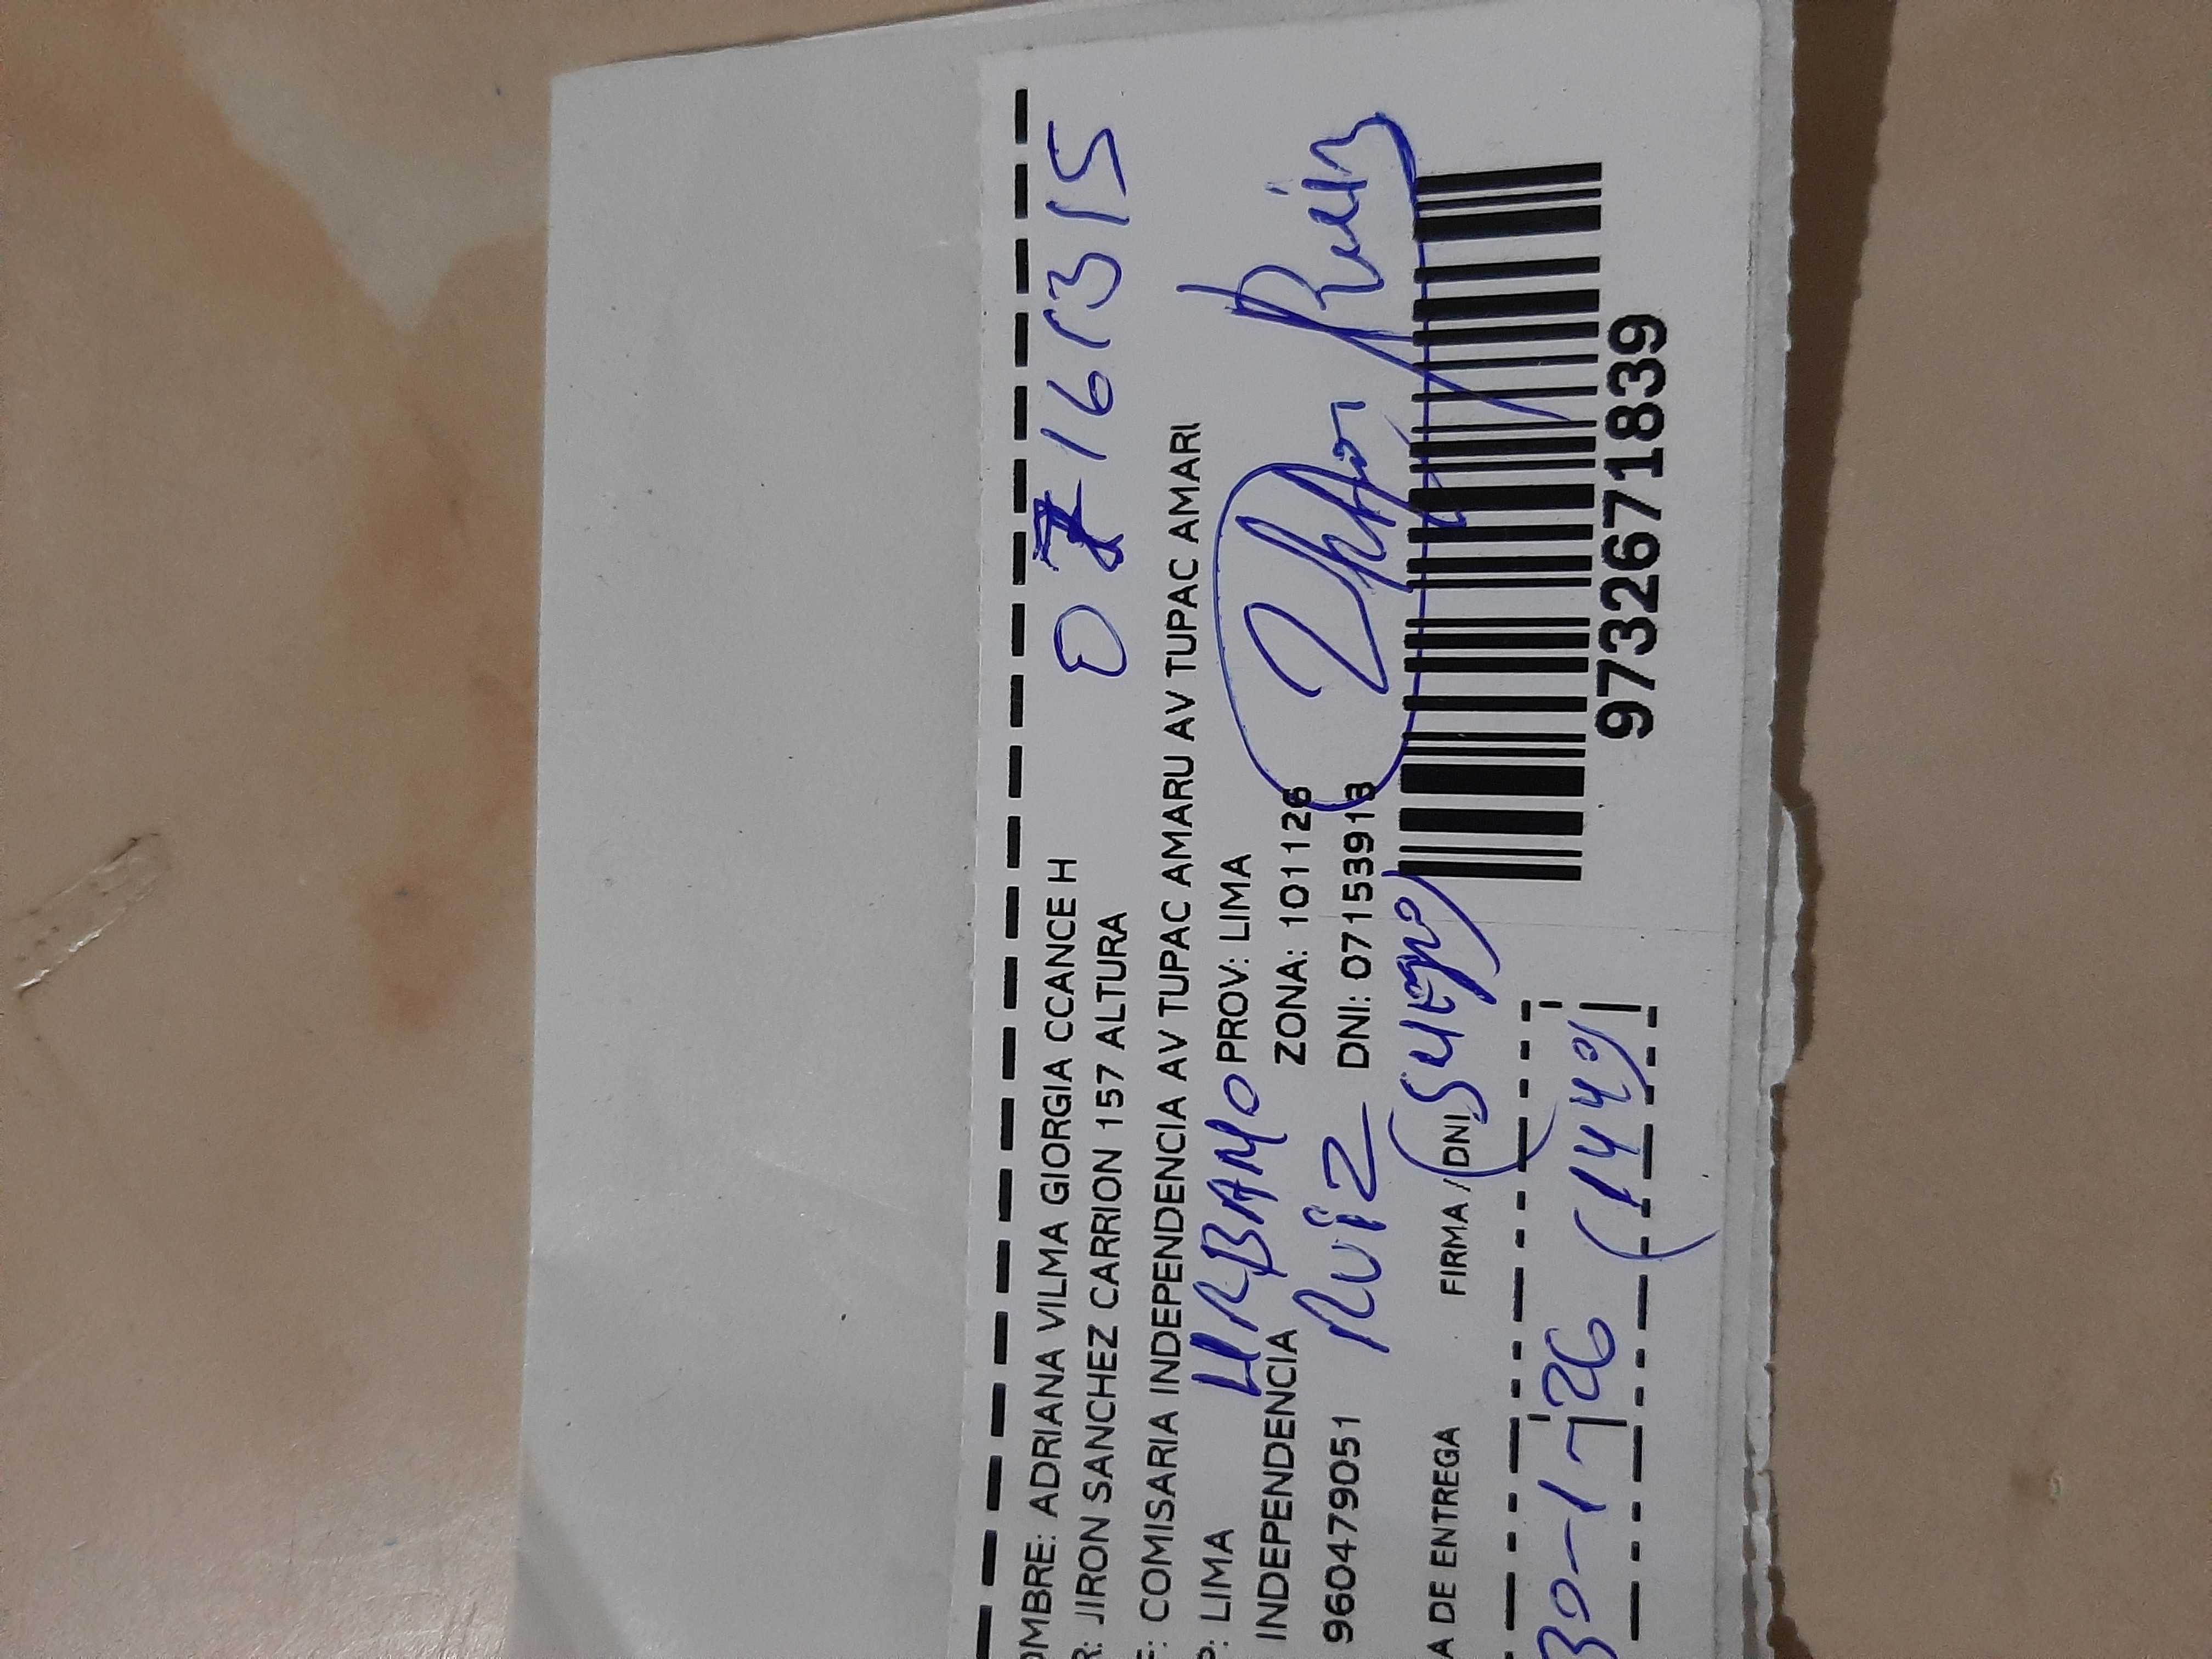 07161315
OMBRE: ADRIANA VILMA GIORGIA CCANCE H
R: JIRON SANCHEZ CARRION 157 ALTURA
F: COMISARIA INDEPENDENCIA AV TUPAC AMARU AV TUPAC AMARI
P: LIMA URBANO PROV: LIMA
INDEPENDENCIA ZONA: 101126
960479051 RUIZ DNI: 07153913
A DE ENTREGA FIRMA / DNI SUEGRO
9732671839
30-1-26 (1440)